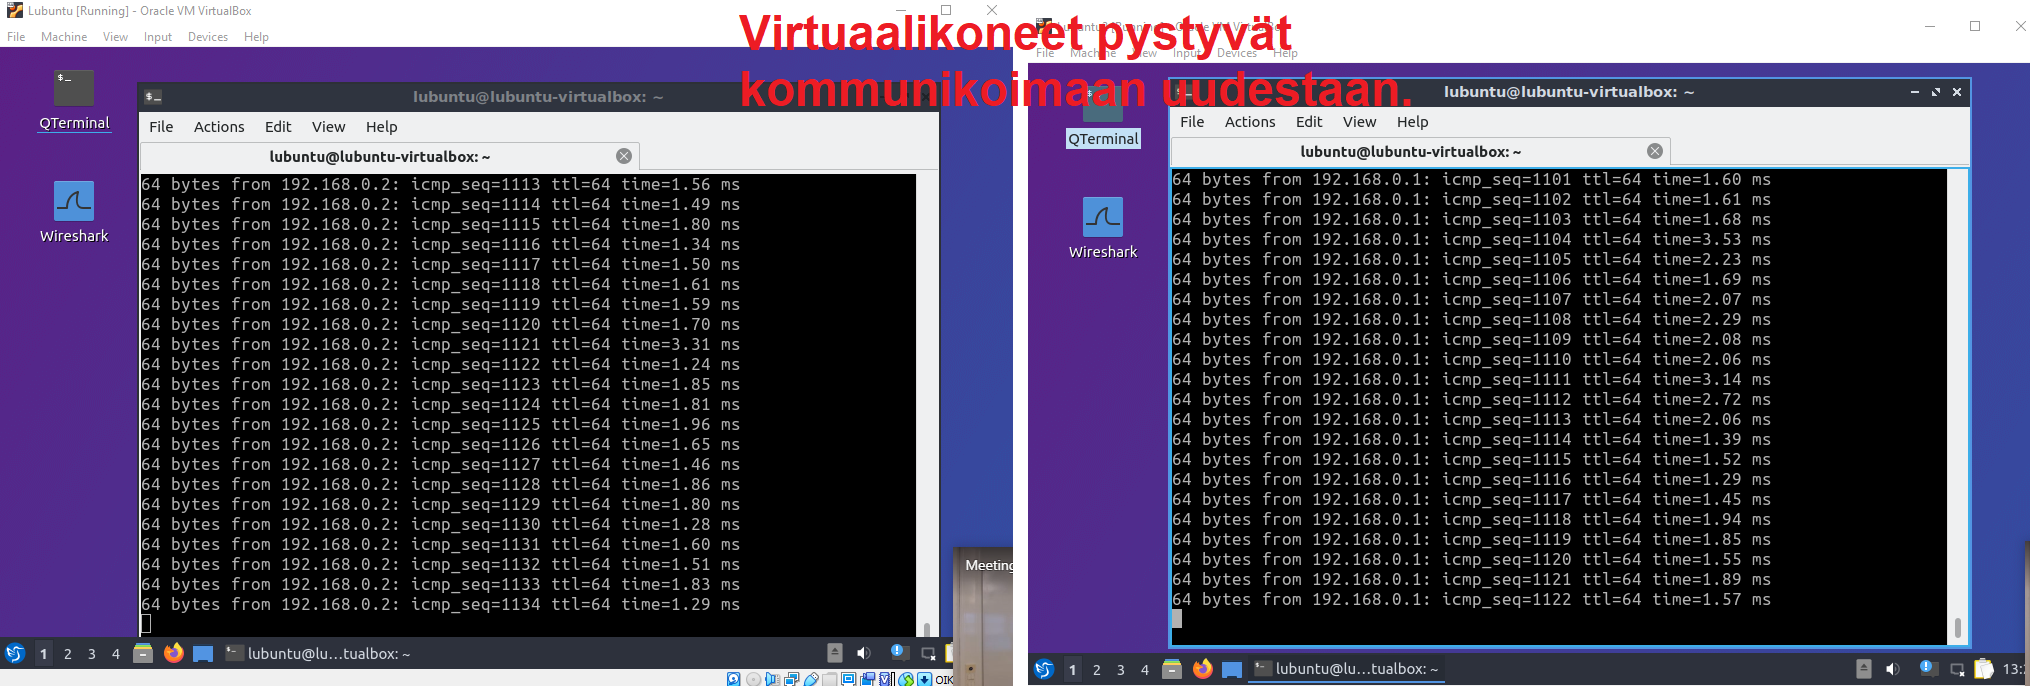 Lubuntu [Running] - Oracle VM VirtualBox
File Machine View Input Devices Help
Virtuaalikoneet pystyvät
kommunikoimaan uudestaan.
QTerminal
Wireshark
lubuntu@lubuntu-virtualbox: ~
File Actions Edit View Help
lubuntu@lubuntu-virtualbox: ~
64 bytes from 192.168.0.2: icmp_seq=1113 ttl=64 time=1.56 ms
64 bytes from 192.168.0.2: icmp_seq=1114 ttl=64 time=1.49 ms
64 bytes from 192.168.0.2: icmp_seq=1115 ttl=64 time=1.80 ms
64 bytes from 192.168.0.2: icmp_seq=1116 ttl=64 time=1.34 ms
64 bytes from 192.168.0.2: icmp_seq=1117 ttl=64 time=1.50 ms
64 bytes from 192.168.0.2: icmp_seq=1118 ttl=64 time=1.61 ms
64 bytes from 192.168.0.2: icmp_seq=1119 ttl=64 time=1.59 ms
64 bytes from 192.168.0.2: icmp_seq=1120 ttl=64 time=1.70 ms
64 bytes from 192.168.0.2: icmp_seq=1121 ttl=64 time=3.31 ms
64 bytes from 192.168.0.2: icmp_seq=1122 ttl=64 time=1.24 ms
64 bytes from 192.168.0.2: icmp_seq=1123 ttl=64 time=1.85 ms
64 bytes from 192.168.0.2: icmp_seq=1124 ttl=64 time=1.81 ms
64 bytes from 192.168.0.2: icmp_seq=1125 ttl=64 time=1.96 ms
64 bytes from 192.168.0.2: icmp_seq=1126 ttl=64 time=1.65 ms
64 bytes from 192.168.0.2: icmp_seq=1127 ttl=64 time=1.46 ms
64 bytes from 192.168.0.2: icmp_seq=1128 ttl=64 time=1.86 ms
64 bytes from 192.168.0.2: icmp_seq=1129 ttl=64 time=1.80 ms
64 bytes from 192.168.0.2: icmp_seq=1130 ttl=64 time=1.28 ms
64 bytes from 192.168.0.2: icmp_seq=1131 ttl=64 time=1.60 ms
64 bytes from 192.168.0.2: icmp_seq=1132 ttl=64 time=1.51 ms
64 bytes from 192.168.0.2: icmp_seq=1133 ttl=64 time=1.83 ms
64 bytes from 192.168.0.2: icmp_seq=1134 ttl=64 time=1.29 ms
Meeting
1 2 3 4 lubuntu@lu...tualbox: ~
File Machine View Input Devices Help
QTerminal
Wireshark
lubuntu@lubuntu-virtualbox: ~
File Actions Edit View Help
lubuntu@lubuntu-virtualbox: ~
64 bytes from 192.168.0.1: icmp_seq=1101 ttl=64 time=1.60 ms
64 bytes from 192.168.0.1: icmp_seq=1102 ttl=64 time=1.61 ms
64 bytes from 192.168.0.1: icmp_seq=1103 ttl=64 time=1.68 ms
64 bytes from 192.168.0.1: icmp_seq=1104 ttl=64 time=3.53 ms
64 bytes from 192.168.0.1: icmp_seq=1105 ttl=64 time=2.23 ms
64 bytes from 192.168.0.1: icmp_seq=1106 ttl=64 time=1.69 ms
64 bytes from 192.168.0.1: icmp_seq=1107 ttl=64 time=2.07 ms
64 bytes from 192.168.0.1: icmp_seq=1108 ttl=64 time=2.29 ms
64 bytes from 192.168.0.1: icmp_seq=1109 ttl=64 time=2.08 ms
64 bytes from 192.168.0.1: icmp_seq=1110 ttl=64 time=2.06 ms
64 bytes from 192.168.0.1: icmp_seq=1111 ttl=64 time=3.14 ms
64 bytes from 192.168.0.1: icmp_seq=1112 ttl=64 time=2.72 ms
64 bytes from 192.168.0.1: icmp_seq=1113 ttl=64 time=2.06 ms
64 bytes from 192.168.0.1: icmp_seq=1114 ttl=64 time=1.39 ms
64 bytes from 192.168.0.1: icmp_seq=1115 ttl=64 time=1.52 ms
64 bytes from 192.168.0.1: icmp_seq=1116 ttl=64 time=1.29 ms
64 bytes from 192.168.0.1: icmp_seq=1117 ttl=64 time=1.45 ms
64 bytes from 192.168.0.1: icmp_seq=1118 ttl=64 time=1.94 ms
64 bytes from 192.168.0.1: icmp_seq=1119 ttl=64 time=1.85 ms
64 bytes from 192.168.0.1: icmp_seq=1120 ttl=64 time=1.55 ms
64 bytes from 192.168.0.1: icmp_seq=1121 ttl=64 time=1.89 ms
64 bytes from 192.168.0.1: icmp_seq=1122 ttl=64 time=1.57 ms
1 2 3 4 lubuntu@lu...tualbox: ~